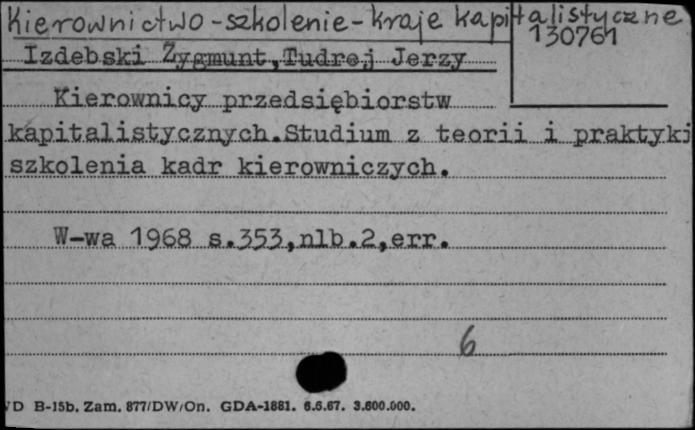 Kierownictwo - szkolenie - kraje kapitalistyczne
130761
Izdebski Zygmunt, Tudrej Jerzy
Kierownicy przedsiębiorstw
kapitalistycznych.Studium z teorii i praktyki
szkolenia kadr kierowniczych.
W-wa 1968 s.353,nlb.2,err.
6
D B-15b. Zam. 877/DW/On. GDA-1881. 6.6.67. 3.600.000.